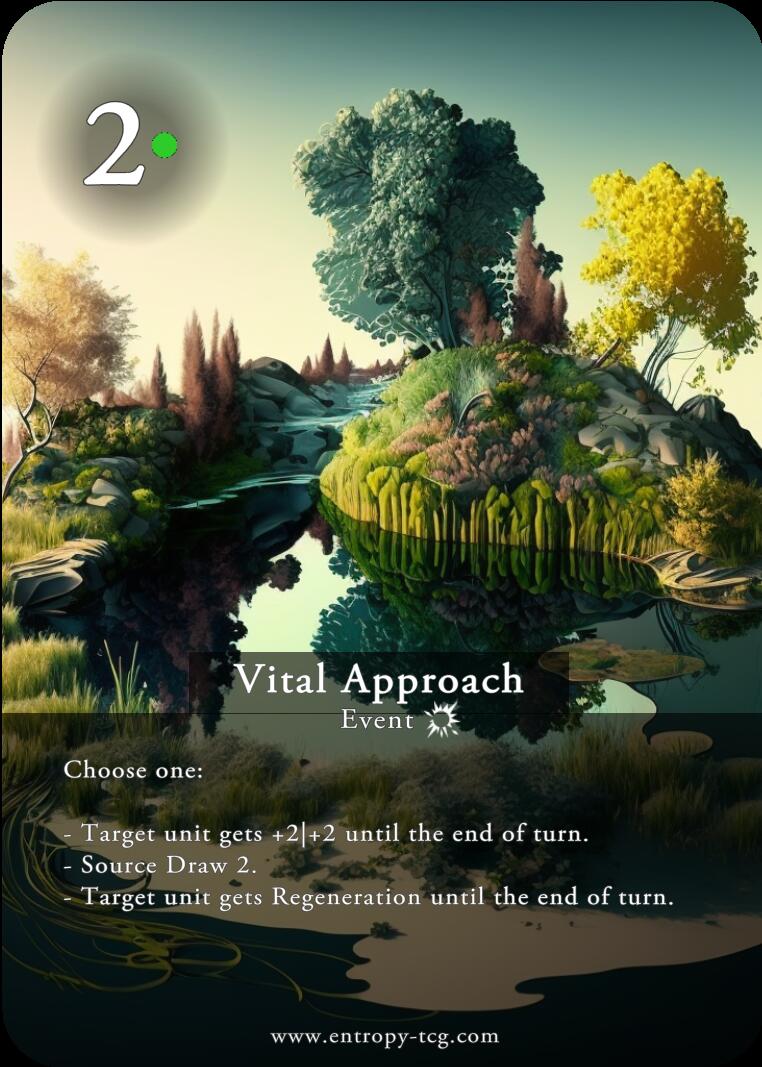 2
Vital Approach
Event
Choose one:
- Target unit gets +2|+2 until the end of turn.
- Source Draw 2.
- Target unit gets Regeneration until the end of turn.
www.entropy-tcg.com